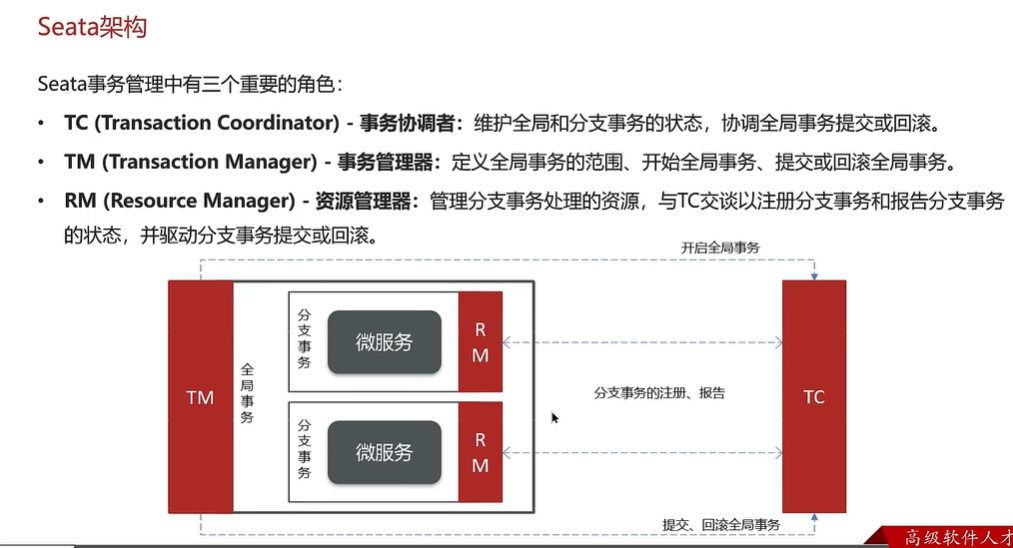 Seata架构
Seata事务管理中有三个重要的角色：
• TC (Transaction Coordinator) - 事务协调者：维护全局和分支事务的状态，协调全局事务提交或回滚。
• TM (Transaction Manager) - 事务管理器：定义全局事务的范围、开始全局事务、提交或回滚全局事务。
• RM (Resource Manager) - 资源管理器：管理分支事务处理的资源，与TC交谈以注册分支事务和报告分支事务
的状态，并驱动分支事务提交或回滚。
开启全局事务
TM
全局事务
分支事务
微服务
RM
分支事务
微服务
RM
分支事务的注册、报告
TC
提交、回滚全局事务
高级软件人才